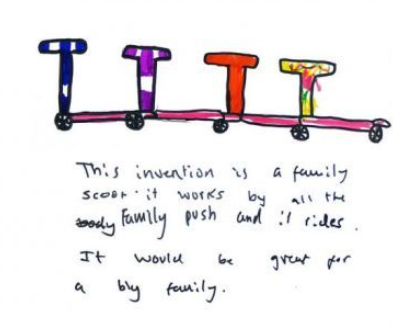 This invention is a family
scoot. it works by all the
family push and it rides.
It would be great for
a big family.